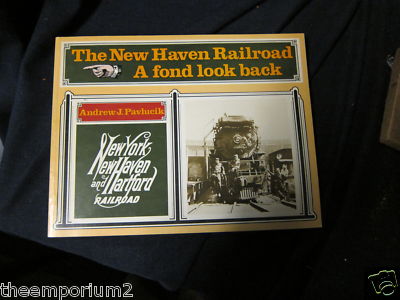 The New Haven Railroad
A fond look back
Andrew J. Pavlucik
New York
New Haven
and Hartford
RAILROAD
theemporium2